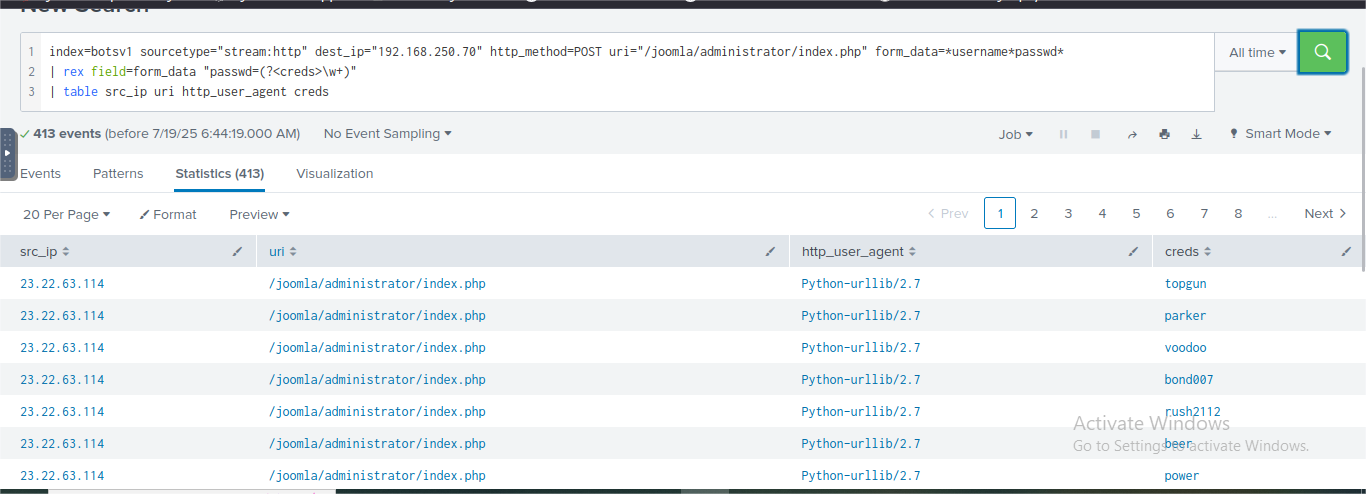 New Search
1 index=botsv1 sourcetype="stream:http" dest_ip="192.168.250.70" http_method=POST uri="/joomla/administrator/index.php" form_data=*username*passwd*
2 | rex field=form_data "passwd=(?<creds>\w+)"
3 | table src_ip uri http_user_agent creds
All time
413 events (before 7/19/25 6:44:19.000 AM) No Event Sampling
Job Smart Mode
Events Patterns Statistics (413) Visualization
20 Per Page Format Preview
Prev 1 2 3 4 5 6 7 8 ... Next
src_ip uri http_user_agent creds
23.22.63.114 /joomla/administrator/index.php Python-urllib/2.7 topgun
23.22.63.114 /joomla/administrator/index.php Python-urllib/2.7 parker
23.22.63.114 /joomla/administrator/index.php Python-urllib/2.7 voodoo
23.22.63.114 /joomla/administrator/index.php Python-urllib/2.7 bond007
23.22.63.114 /joomla/administrator/index.php Python-urllib/2.7 rush2112
Activate Windows
23.22.63.114 /joomla/administrator/index.php Python-urllib/2.7 beer
Go to Settings to activate Windows.
23.22.63.114 /joomla/administrator/index.php Python-urllib/2.7 power